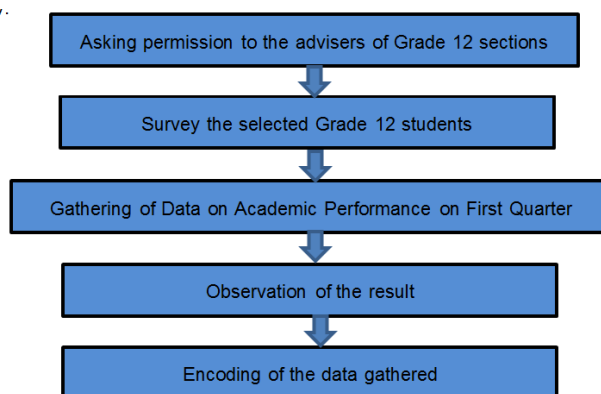 y.
Asking permission to the advisers of Grade 12 sections
Survey the selected Grade 12 students
Gathering of Data on Academic Performance on First Quarter
Observation of the result
Encoding of the data gathered